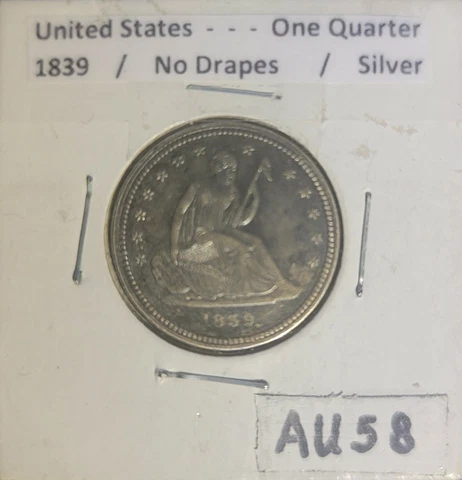 United States - - - One Quarter
1839 / No Drapes / Silver
1839.
AU58